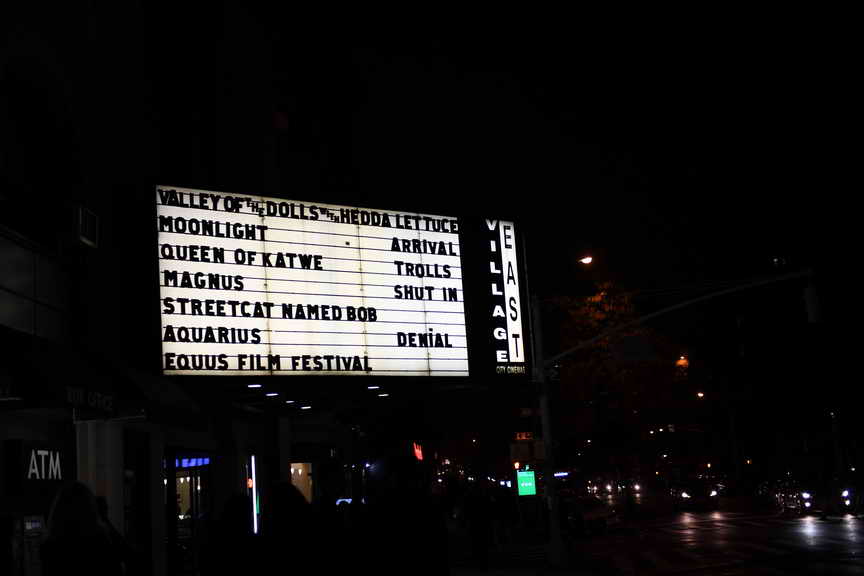 VALLEY OF THE DOLLS WITH HEDDA LETTUCE
MOONLIGHT
ARRIVAL
QUEEN OF KATWE
TROLLS
MAGNUS
SHUT IN
STREETCAT NAMED BOB
AQUARIUS
DENIAL
EQUUS FILM FESTIVAL
VILLAGE
EAST
CITY CINEMAS
ATM